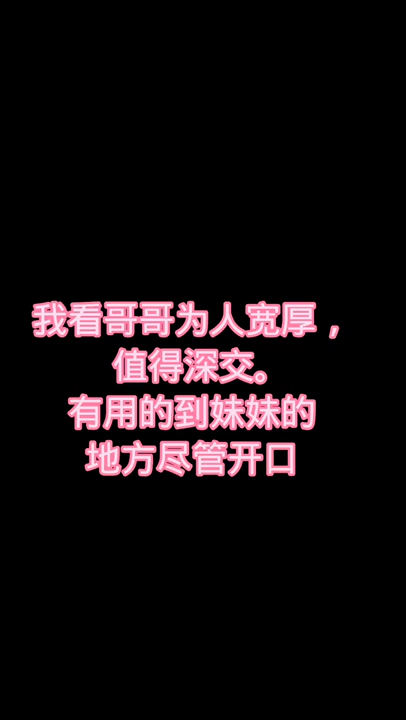 我看哥哥为人宽厚，
值得深交。
有用的到妹妹的
地方尽管开口